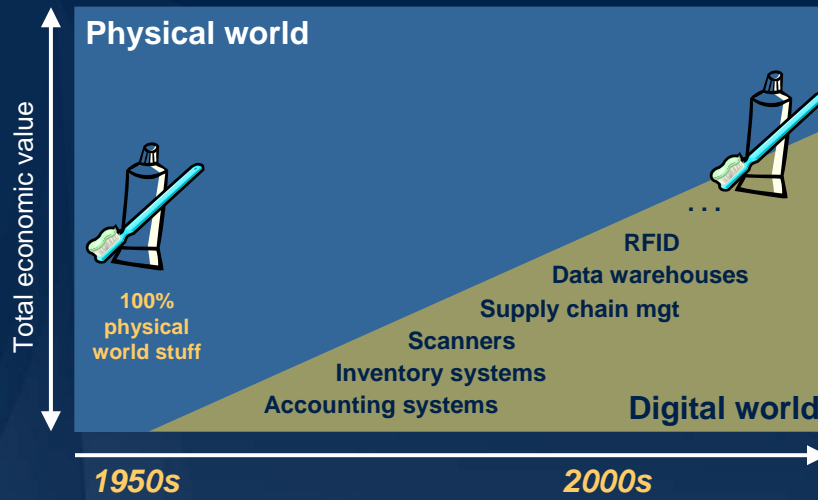 Physical world
Total economic value
100%
physical
world stuff
. . .
RFID
Data warehouses
Supply chain mgt
Scanners
Inventory systems
Accounting systems
Digital world
1950s
2000s